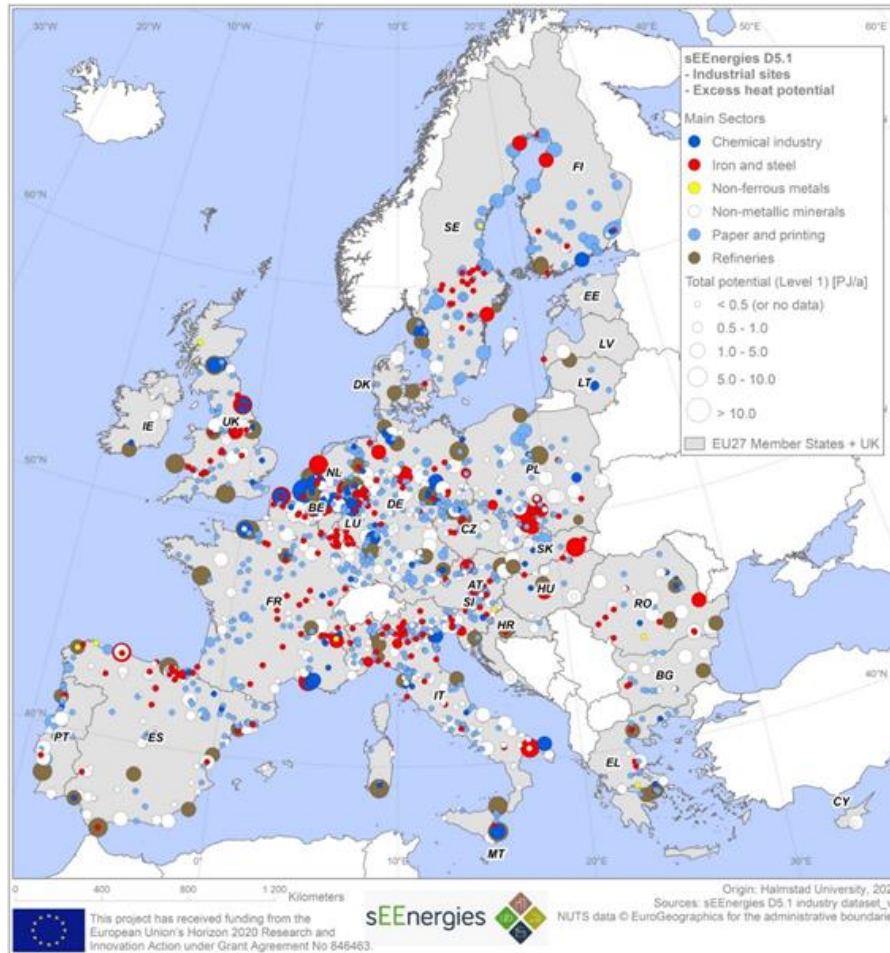 30°W
20°W
10°W
0°
10°E
20°E
30°E
40°E
50°E
60°N
50°N
40°N
40°N
0°
10°E
20°E
30°E
sEEnergies D5.1
- Industrial sites
- Excess heat potential
Main Sectors
Chemical industry
Iron and steel
Non-ferrous metals
Non-metallic minerals
Paper and printing
Refineries
Total potential (Level 1) [PJ/a]
< 0.5 (or no data)
0.5 - 1.0
1.0 - 5.0
5.0 - 10.0
> 10.0
EU27 Member States + UK
FI
SE
EE
LV
LT
DK
IE
UK
NL
BE
LU
DE
PL
CZ
SK
AT
HU
SI
HR
RO
FR
IT
BG
PT
ES
EL
CY
MT
0 400 800 1 200
Kilometers
This project has received funding from the
European Union's Horizon 2020 Research and
Innovation Action under Grant Agreement No 846463.
sEEnergies
Origin: Halmstad University, 202
Sources: sEEnergies D5.1 industry dataset_v
NUTS data © EuroGeographics for the administrative boundarie